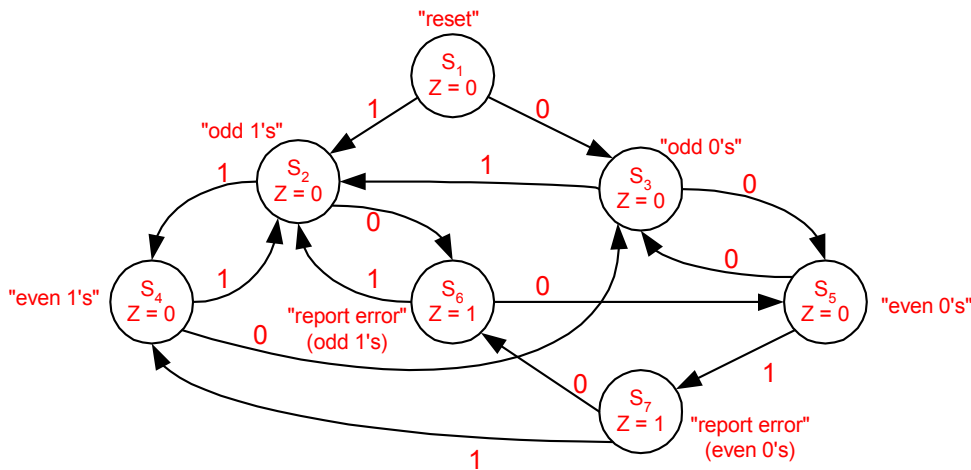 "reset"
S1
Z = 0
1
0
"odd 1's"
"odd 0's"
S2
Z = 0
1
S3
Z = 0
1
0
0
"even 1's"
S4
Z = 0
1
1
"report error"
(odd 1's)
S6
Z = 1
0
0
S5
Z = 0
"even 0's"
0
1
0
S7
Z = 1
"report error"
(even 0's)
1